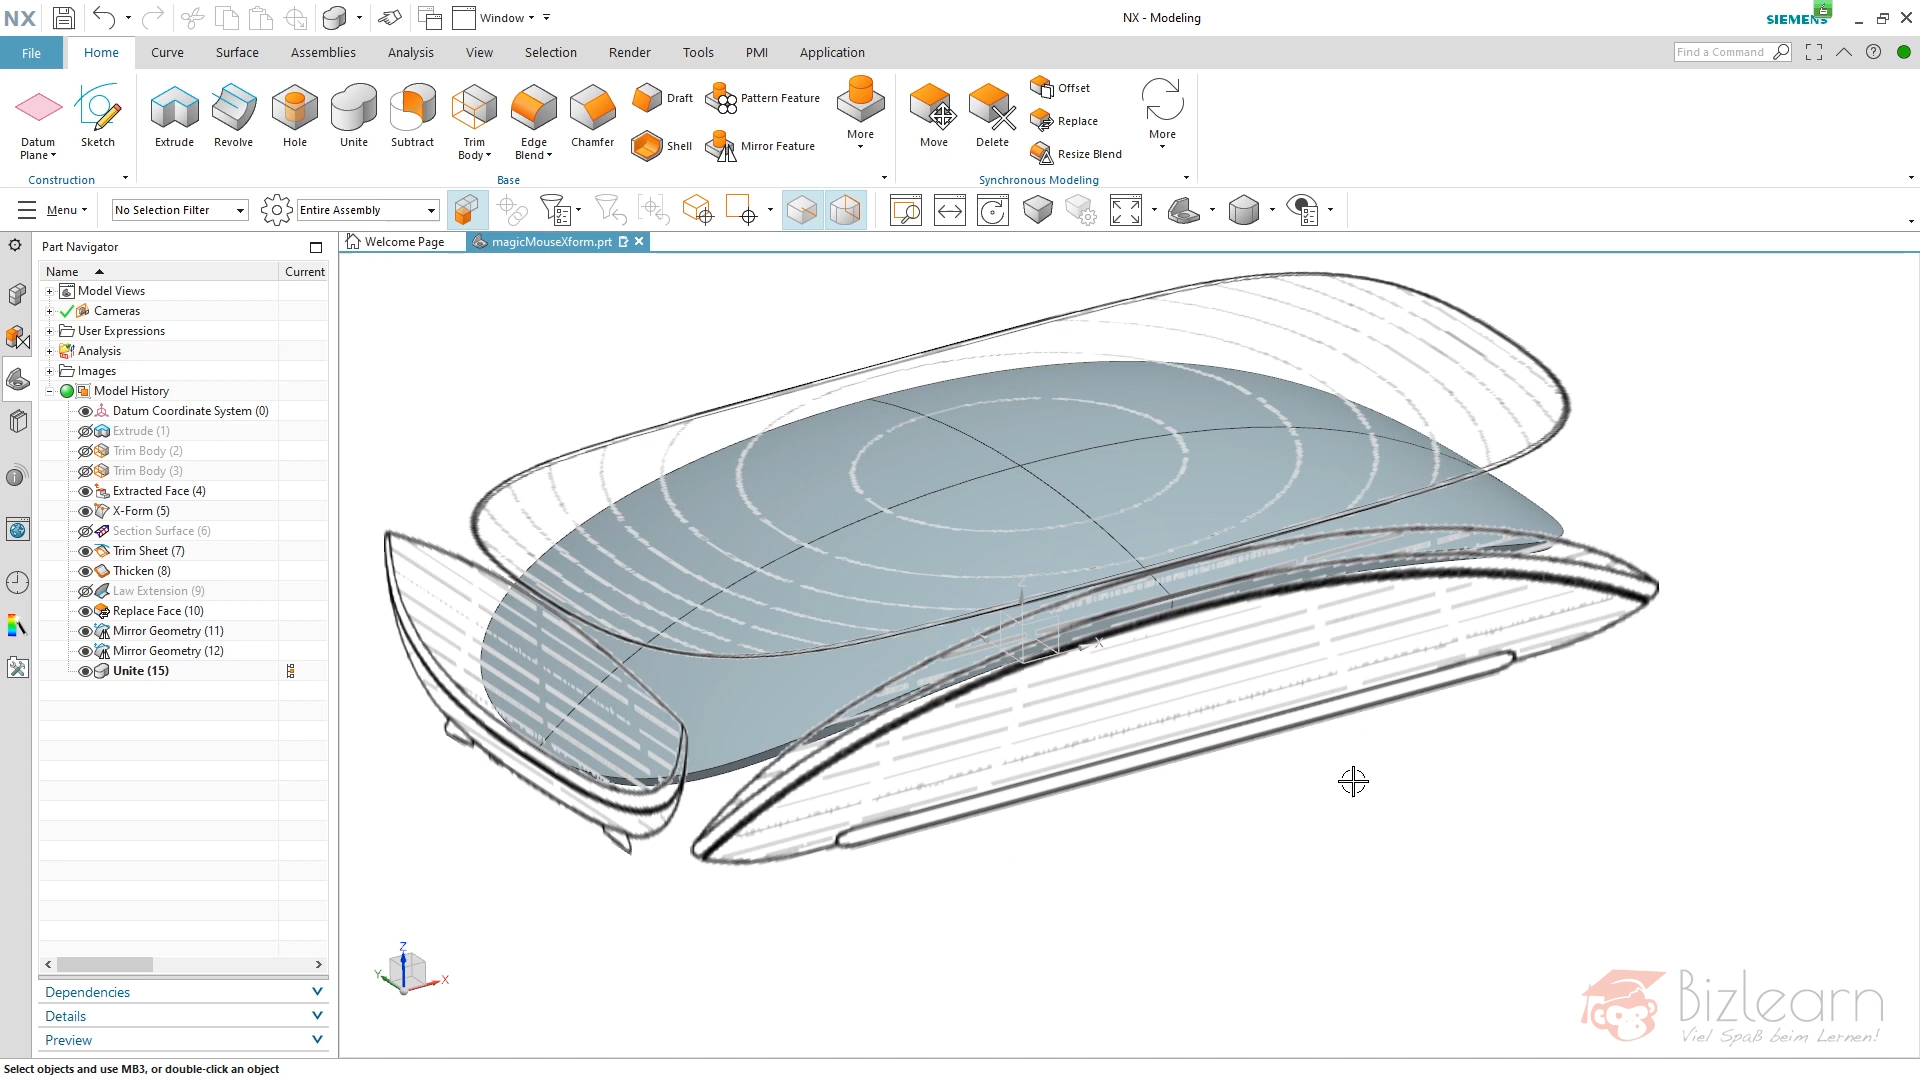 NX
Window
NX - Modeling
SIEMENS
File
Home
Curve
Surface
Assemblies
Analysis
View
Selection
Render
Tools
PMI
Application
Find a Command
Datum
Plane
Sketch
Extrude
Revolve
Hole
Unite
Subtract
Trim
Body
Edge
Blend
Chamfer
Draft
Shell
Pattern Feature
Mirror Feature
More
Move
Delete
Offset
Replace
Resize Blend
More
Construction
Base
Synchronous Modeling
Menu
No Selection Filter
Entire Assembly
Part Navigator
Welcome Page
magicMouseXform.prt
Name
Current
Model Views
Cameras
User Expressions
Analysis
Images
Model History
Datum Coordinate System (0)
Extrude (1)
Trim Body (2)
Trim Body (3)
Extracted Face (4)
X-Form (5)
Section Surface (6)
Trim Sheet (7)
Thicken (8)
Law Extension (9)
Replace Face (10)
Mirror Geometry (11)
Mirror Geometry (12)
Unite (15)
Dependencies
Details
Preview
Z
X
Z
Y
X
Bizlearn
Viel Spaß beim Lernen!
Select objects and use MB3, or double-click an object